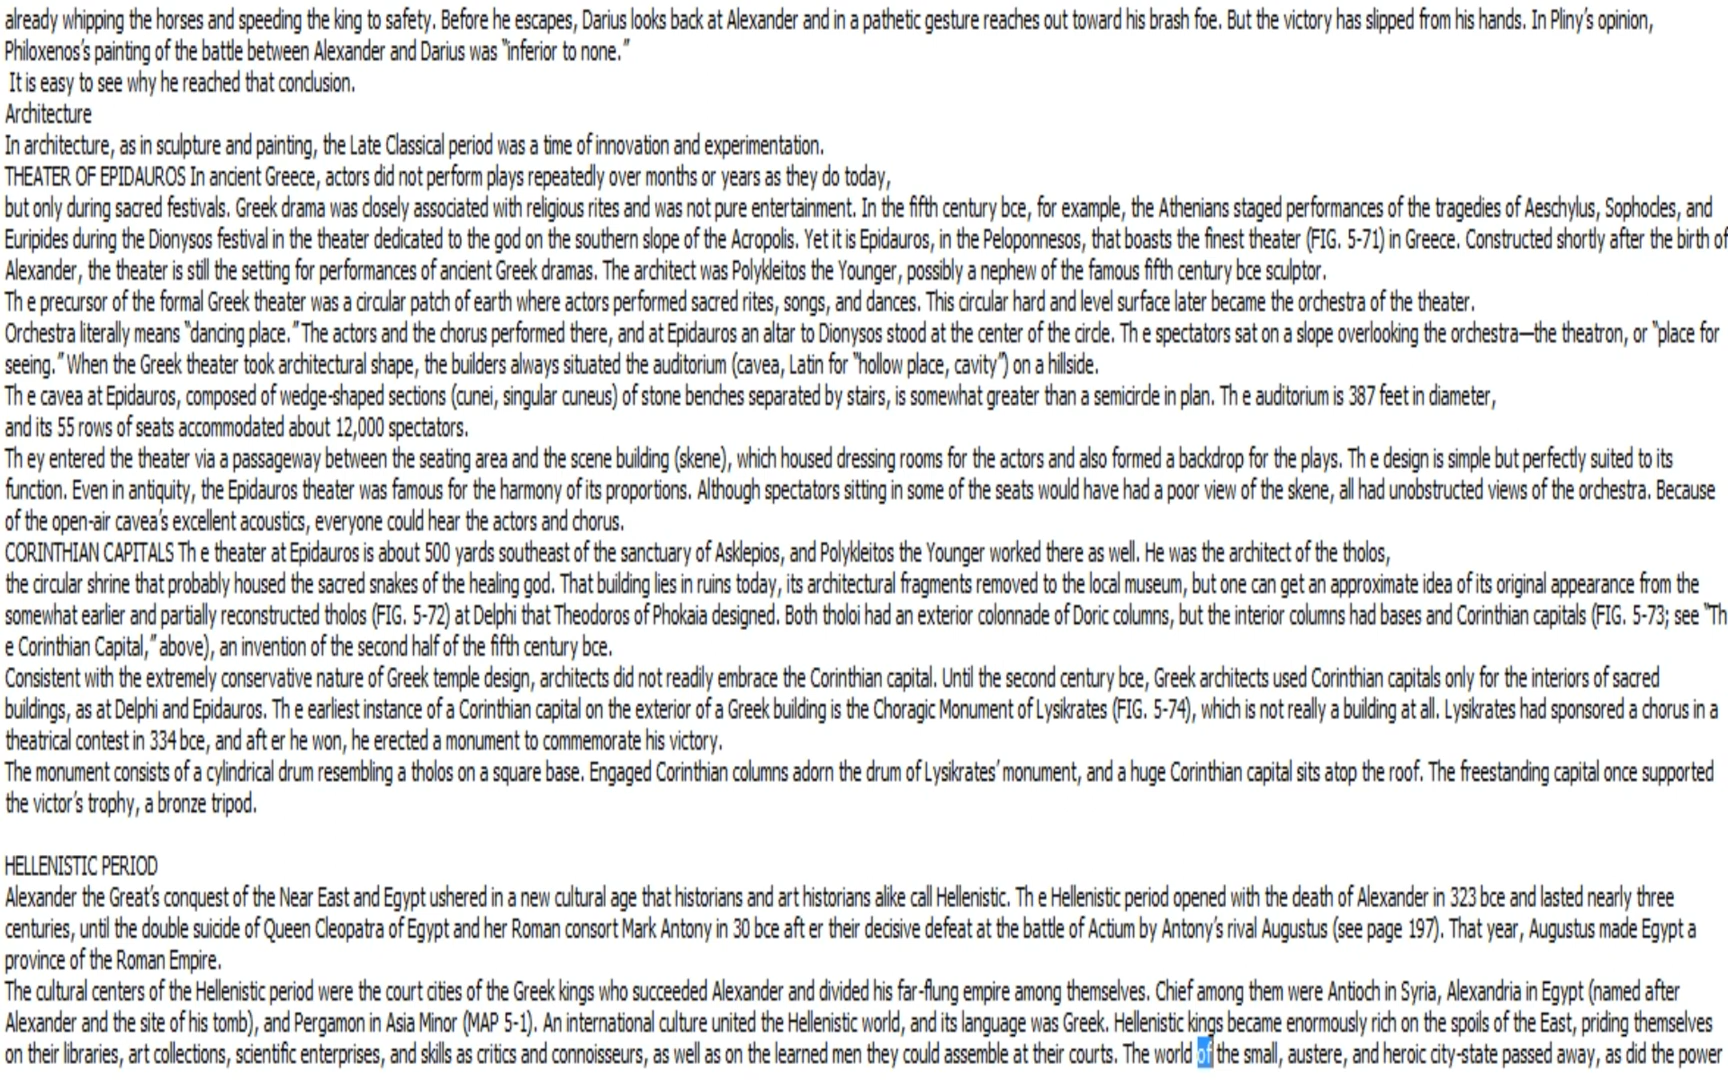 already whipping the horses and speeding the king to safety. Before he escapes, Darius looks back at Alexander and in a pathetic gesture reaches out toward his brash foe. But the victory has slipped from his hands. In Pliny’s opinion,
Philoxenos’s painting of the battle between Alexander and Darius was “inferior to none.”
It is easy to see why he reached that conclusion.
Architecture
In architecture, as in sculpture and painting, the Late Classical period was a time of innovation and experimentation.
THEATER OF EPIDAUROS In ancient Greece, actors did not perform plays repeatedly over months or years as they do today,
but only during sacred festivals. Greek drama was closely associated with religious rites and was not pure entertainment. In the fifth century bce, for example, the Athenians staged performances of the tragedies of Aeschylus, Sophocles, and
Euripides during the Dionysos festival in the theater dedicated to the god on the southern slope of the Acropolis. Yet it is Epidauros, in the Peloponnesos, that boasts the finest theater (FIG. 5-71) in Greece. Constructed shortly after the birth of
Alexander, the theater is still the setting for performances of ancient Greek dramas. The architect was Polykleitos the Younger, possibly a nephew of the famous fifth century bce sculptor.
Th e precursor of the formal Greek theater was a circular patch of earth where actors performed sacred rites, songs, and dances. This circular hard and level surface later became the orchestra of the theater.
Orchestra literally means “dancing place.” The actors and the chorus performed there, and at Epidauros an altar to Dionysos stood at the center of the circle. Th e spectators sat on a slope overlooking the orchestra—the theatron, or “place for
seeing.” When the Greek theater took architectural shape, the builders always situated the auditorium (cavea, Latin for “hollow place, cavity”) on a hillside.
Th e cavea at Epidauros, composed of wedge-shaped sections (cunei, singular cuneus) of stone benches separated by stairs, is somewhat greater than a semicircle in plan. Th e auditorium is 387 feet in diameter,
and its 55 rows of seats accommodated about 12,000 spectators.
Th ey entered the theater via a passageway between the seating area and the scene building (skene), which housed dressing rooms for the actors and also formed a backdrop for the plays. Th e design is simple but perfectly suited to its
function. Even in antiquity, the Epidauros theater was famous for the harmony of its proportions. Although spectators sitting in some of the seats would have had a poor view of the skene, all had unobstructed views of the orchestra. Because
of the open-air cavea’s excellent acoustics, everyone could hear the actors and chorus.
CORINTHIAN CAPITALS Th e theater at Epidauros is about 500 yards southeast of the sanctuary of Asklepios, and Polykleitos the Younger worked there as well. He was the architect of the tholos,
the circular shrine that probably housed the sacred snakes of the healing god. That building lies in ruins today, its architectural fragments removed to the local museum, but one can get an approximate idea of its original appearance from the
somewhat earlier and partially reconstructed tholos (FIG. 5-72) at Delphi that Theodoros of Phokaia designed. Both tholoi had an exterior colonnade of Doric columns, but the interior columns had bases and Corinthian capitals (FIG. 5-73; see “Th
e Corinthian Capital,” above), an invention of the second half of the fifth century bce.
Consistent with the extremely conservative nature of Greek temple design, architects did not readily embrace the Corinthian capital. Until the second century bce, Greek architects used Corinthian capitals only for the interiors of sacred
buildings, as at Delphi and Epidauros. Th e earliest instance of a Corinthian capital on the exterior of a Greek building is the Choragic Monument of Lysikrates (FIG. 5-74), which is not really a building at all. Lysikrates had sponsored a chorus in a
theatrical contest in 334 bce, and aft er he won, he erected a monument to commemorate his victory.
The monument consists of a cylindrical drum resembling a tholos on a square base. Engaged Corinthian columns adorn the drum of Lysikrates’ monument, and a huge Corinthian capital sits atop the roof. The freestanding capital once supported
the victor’s trophy, a bronze tripod.
HELLENISTIC PERIOD
Alexander the Great’s conquest of the Near East and Egypt ushered in a new cultural age that historians and art historians alike call Hellenistic. Th e Hellenistic period opened with the death of Alexander in 323 bce and lasted nearly three
centuries, until the double suicide of Queen Cleopatra of Egypt and her Roman consort Mark Antony in 30 bce aft er their decisive defeat at the battle of Actium by Antony’s rival Augustus (see page 197). That year, Augustus made Egypt a
province of the Roman Empire.
The cultural centers of the Hellenistic period were the court cities of the Greek kings who succeeded Alexander and divided his far-flung empire among themselves. Chief among them were Antioch in Syria, Alexandria in Egypt (named after
Alexander and the site of his tomb), and Pergamon in Asia Minor (MAP 5-1). An international culture united the Hellenistic world, and its language was Greek. Hellenistic kings became enormously rich on the spoils of the East, priding themselves
on their libraries, art collections, scientific enterprises, and skills as critics and connoisseurs, as well as on the learned men they could assemble at their courts. The world of the small, austere, and heroic city-state passed away, as did the power